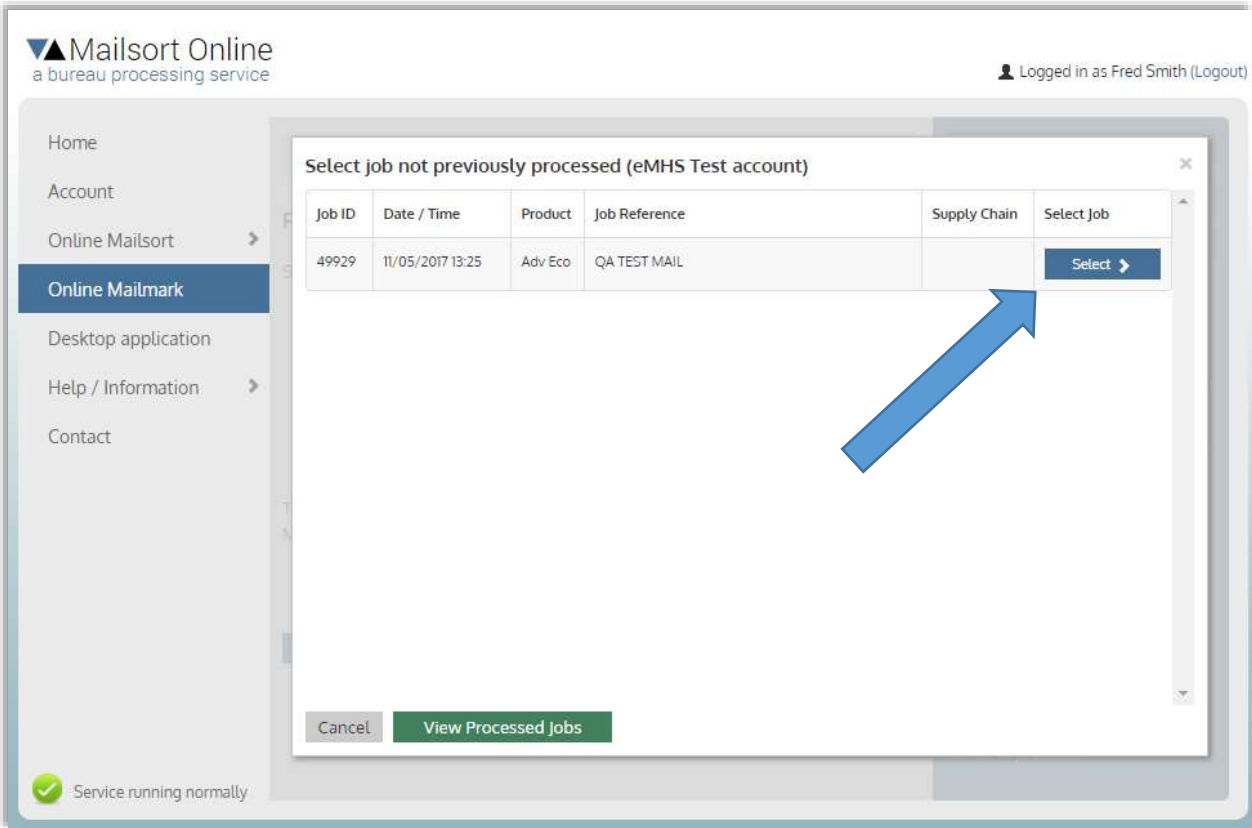 Mailsort Online
a bureau processing service
Logged in as Fred Smith (Logout)
Home
Account
Online Mailsort
Online Mailmark
Desktop application
Help / Information
Contact
Service running normally
Select job not previously processed (eMHS Test account)
Job ID Date / Time Product Job Reference Supply Chain Select Job
49929 11/05/2017 13:25 Adv Eco QA TEST MAIL Select
Cancel View Processed Jobs